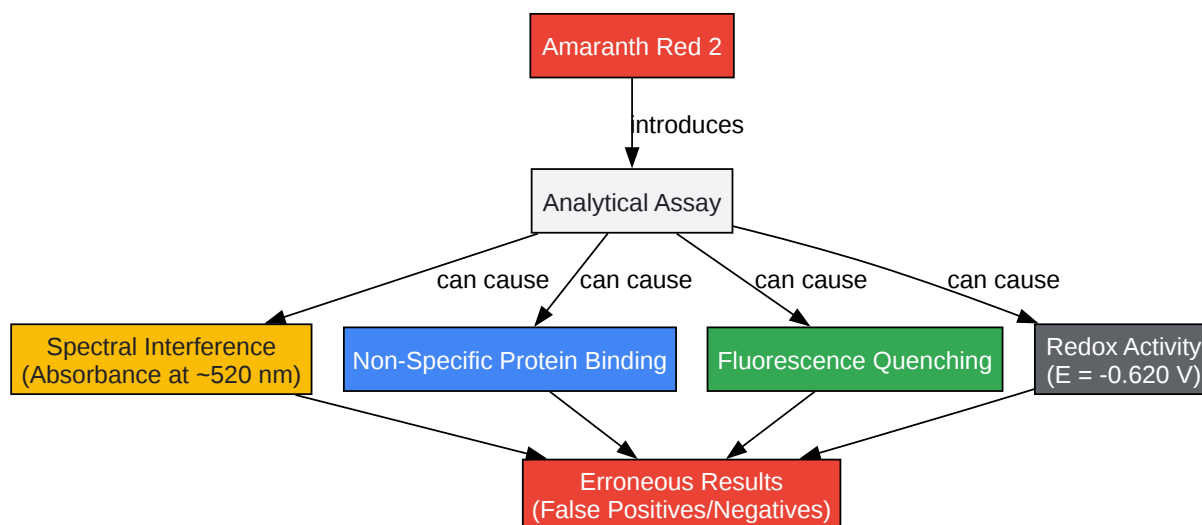 Amaranth Red 2
introduces
Analytical Assay
can cause
can cause
can cause
can cause
Spectral Interference
(Absorbance at ~520 nm)
Non-Specific Protein Binding
Fluorescence Quenching
Redox Activity
(E = -0.620 V)
Erroneous Results
(False Positives/Negatives)